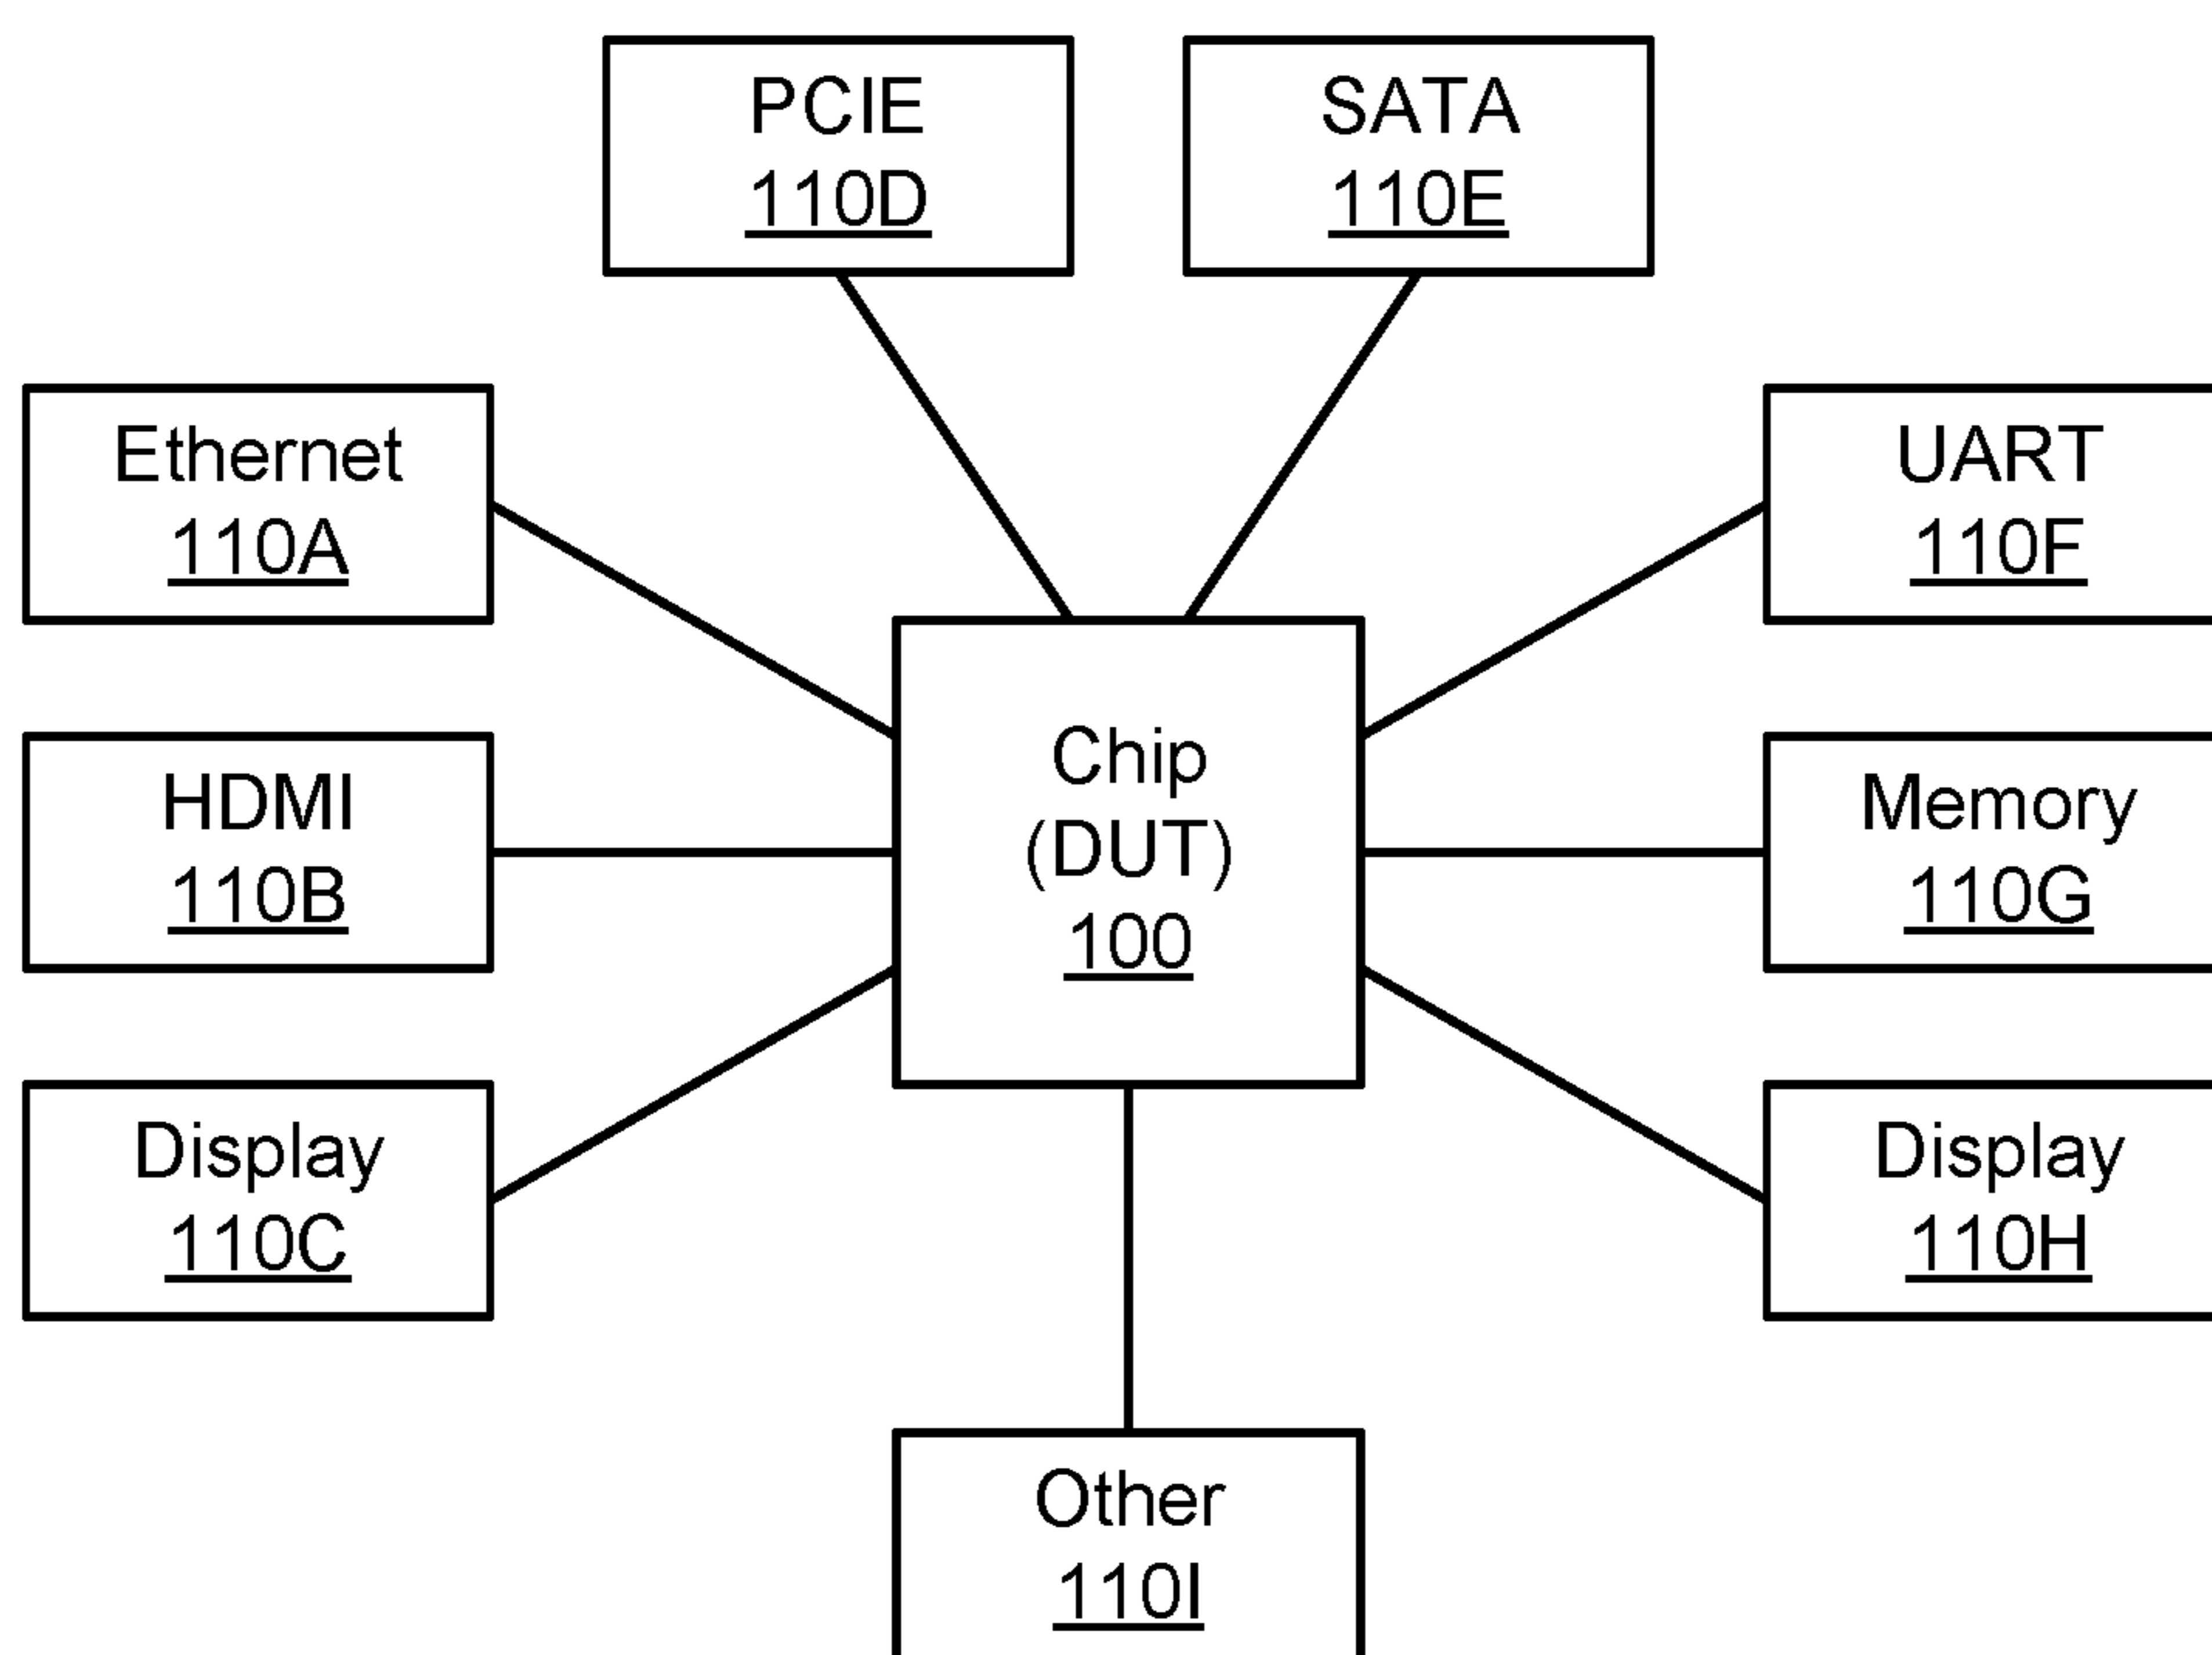 PCIE
110D
SATA
110E
Ethernet
110A
UART
110F
HDMI
110B
Chip
(DUT)
100
Memory
110G
Display
110C
Display
110H
Other
110I